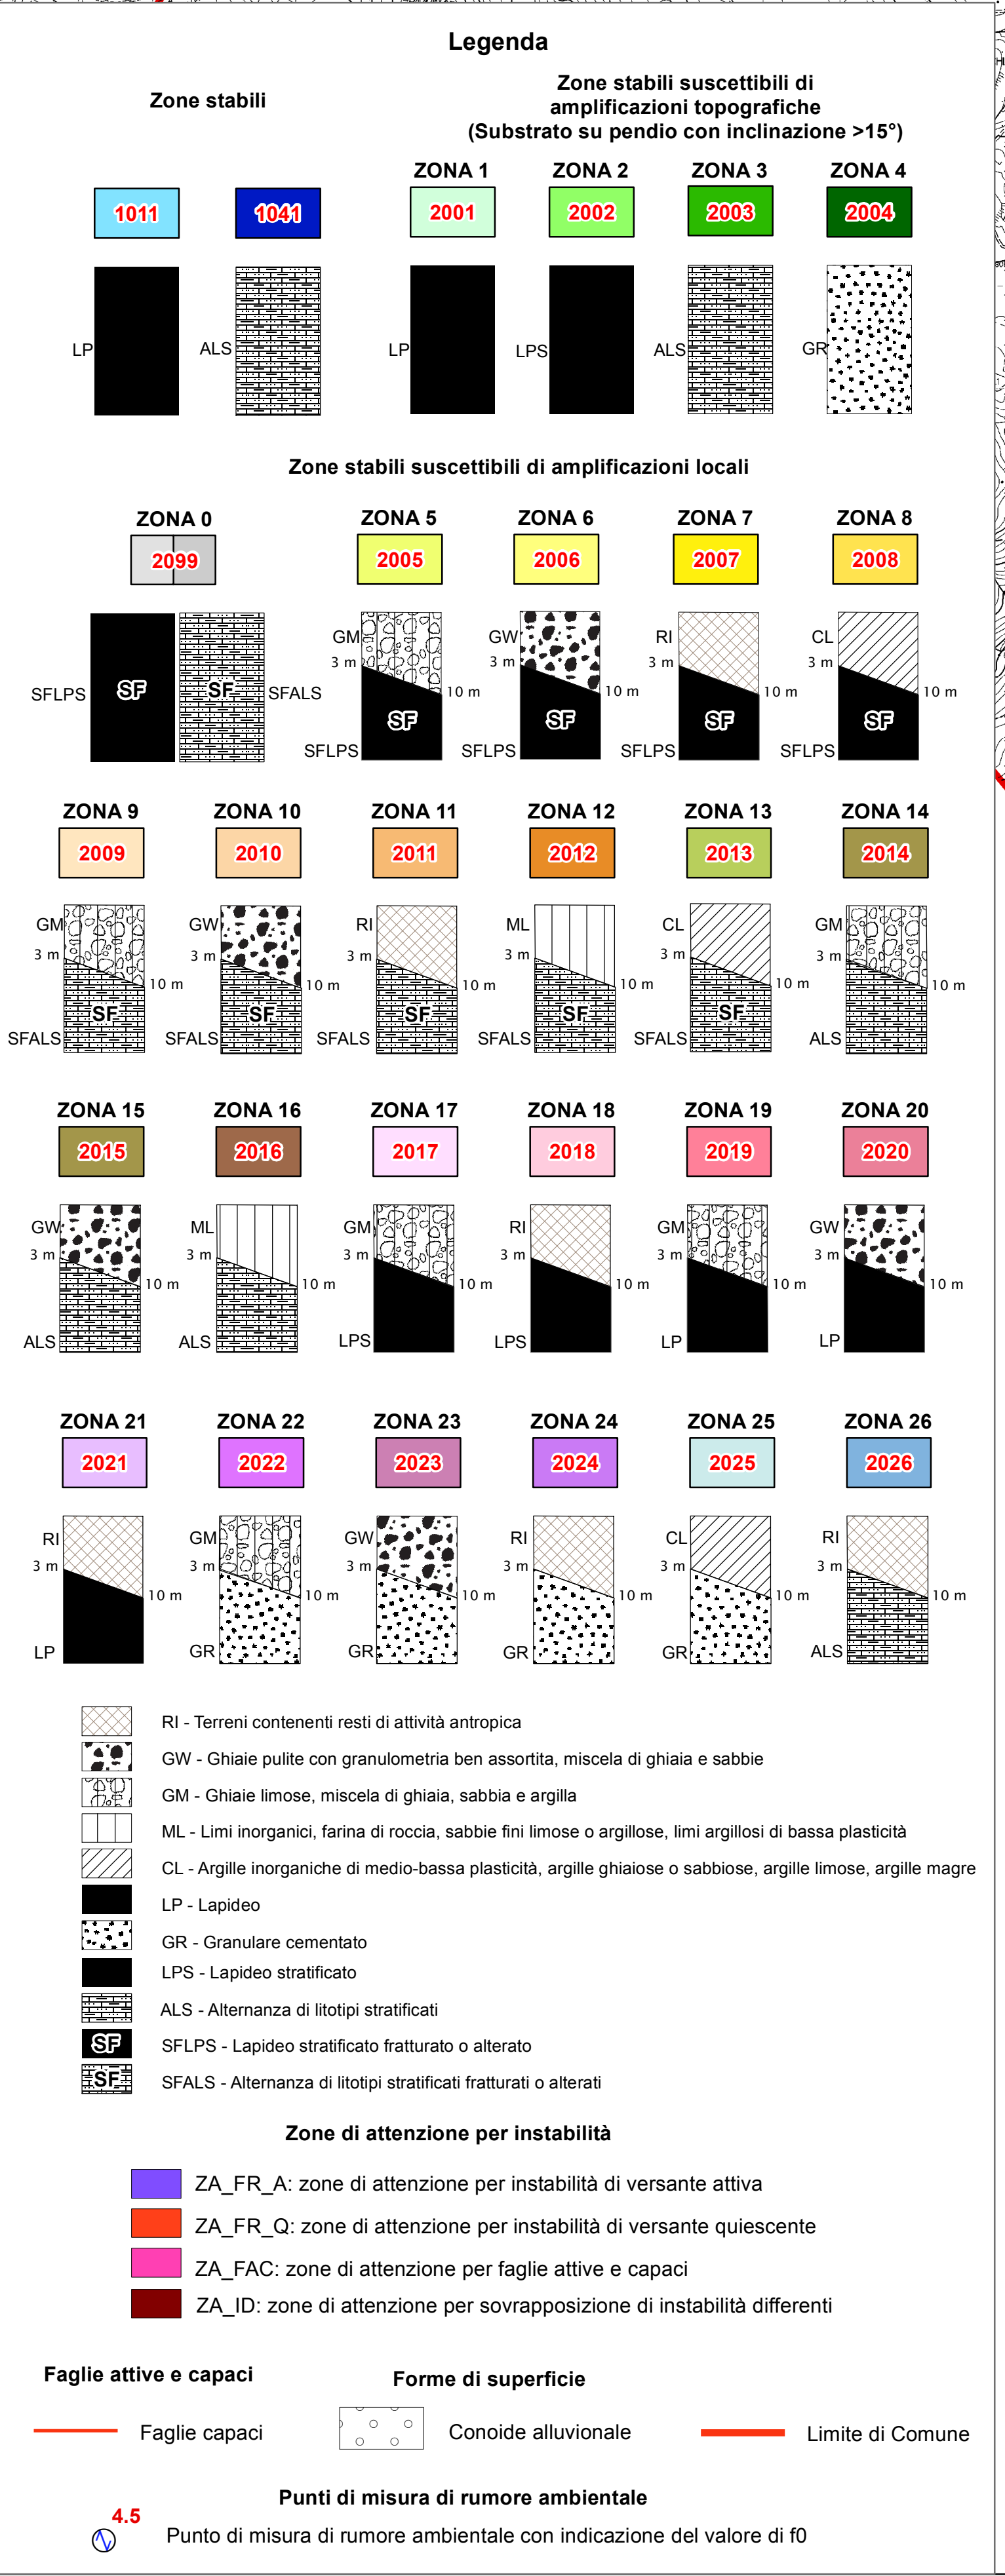 Legenda
Zone stabili
Zone stabili suscettibili di
amplificazioni topografiche
(Substrato su pendio con inclinazione >15°)
ZONA 1 ZONA 2 ZONA 3 ZONA 4
1011 1041 2001 2002 2003 2004
LP ALS LP LPS ALS GR
Zone stabili suscettibili di amplificazioni locali
ZONA 0 ZONA 5 ZONA 6 ZONA 7 ZONA 8
2099 2005 2006 2007 2008
GM GW RI CL
3 m 3 m 3 m 3 m
SFLPS SF SF SFALS 10 m 10 m 10 m 10 m
SF SF SF SF
SFLPS SFLPS SFLPS SFLPS
ZONA 9 ZONA 10 ZONA 11 ZONA 12 ZONA 13 ZONA 14
2009 2010 2011 2012 2013 2014
GM GW RI ML CL GM
3 m 3 m 3 m 3 m 3 m 3 m
10 m 10 m 10 m 10 m 10 m 10 m
SF SF SF SF SF
SFALS SFALS SFALS SFALS SFALS ALS
ZONA 15 ZONA 16 ZONA 17 ZONA 18 ZONA 19 ZONA 20
2015 2016 2017 2018 2019 2020
GW ML GM RI GM GW
3 m 3 m 3 m 3 m 3 m 3 m
10 m 10 m 10 m 10 m 10 m 10 m
ALS ALS LPS LPS LP LP
ZONA 21 ZONA 22 ZONA 23 ZONA 24 ZONA 25 ZONA 26
2021 2022 2023 2024 2025 2026
RI GM GW RI CL RI
3 m 3 m 3 m 3 m 3 m 3 m
10 m 10 m 10 m 10 m 10 m 10 m
LP GR GR GR GR ALS
RI - Terreni contenenti resti di attività antropica
GW - Ghiaie pulite con granulometria ben assortita, miscela di ghiaia e sabbie
GM - Ghiaie limose, miscela di ghiaia, sabbia e argilla
ML - Limi inorganici, farina di roccia, sabbie fini limose o argillose, limi argillosi di bassa plasticità
CL - Argille inorganiche di medio-bassa plasticità, argille ghiaiose o sabbiose, argille limose, argille magre
LP - Lapideo
GR - Granulare cementato
LPS - Lapideo stratificato
ALS - Alternanza di litotipi stratificati
SF SFLPS - Lapideo stratificato fratturato o alterato
SF SFALS - Alternanza di litotipi stratificati fratturati o alterati
Zone di attenzione per instabilità
ZA_FR_A: zone di attenzione per instabilità di versante attiva
ZA_FR_Q: zone di attenzione per instabilità di versante quiescente
ZA_FAC: zone di attenzione per faglie attive e capaci
ZA_ID: zone di attenzione per sovrapposizione di instabilità differenti
Faglie attive e capaci Forme di superficie
Faglie capaci Conoide alluvionale Limite di Comune
Punti di misura di rumore ambientale
4.5
Punto di misura di rumore ambientale con indicazione del valore di f0